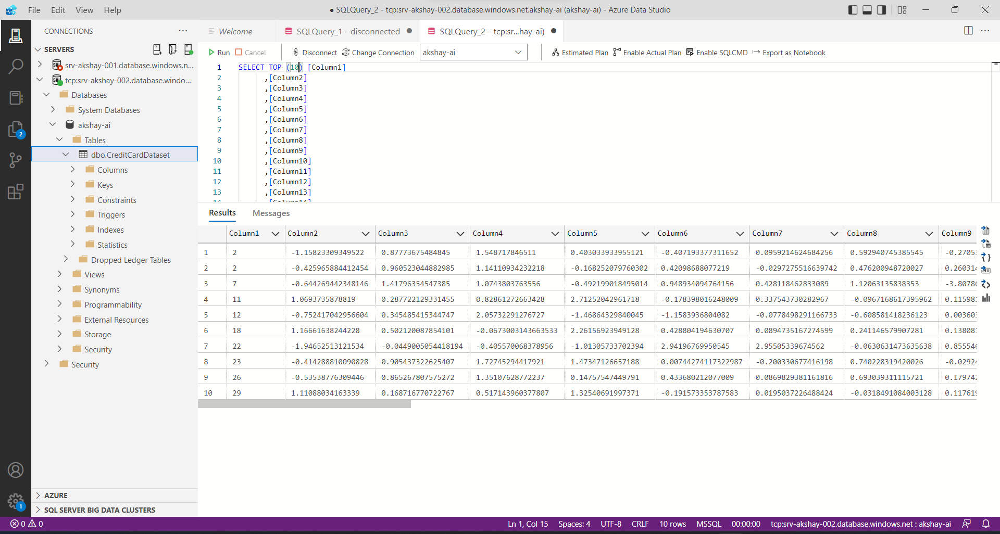 File Edit View Help
● SQLQuery_2 - tcp:srv-akshay-002.database.windows.net.akshay-ai (akshay-ai) - Azure Data Studio
CONNECTIONS
Welcome
SQLQuery_1 - disconnected
SQLQuery_2 - tcp:sr...hay-ai)
SERVERS
Run Cancel Disconnect Change Connection akshay-ai Estimated Plan Enable Actual Plan Enable SQLCMD Export as Notebook
srv-akshay-001.database.windows.n...
tcp:srv-akshay-002.database.windo...
Databases
System Databases
akshay-ai
Tables
dbo.CreditCardDataset
Columns
Keys
Constraints
Triggers
Indexes
Statistics
Dropped Ledger Tables
Views
Synonyms
Programmability
External Resources
Storage
Security
Security
2
1
AZURE
SQL SERVER BIG DATA CLUSTERS
1 SELECT TOP (10) [Column1]
2 ,[Column2]
3 ,[Column3]
4 ,[Column4]
5 ,[Column5]
6 ,[Column6]
7 ,[Column7]
8 ,[Column8]
9 ,[Column9]
10 ,[Column10]
11 ,[Column11]
12 ,[Column12]
13 ,[Column13]
14 ,[Column14]
Results Messages
Column1 Column2 Column3 Column4 Column5 Column6 Column7 Column8 Column9
1 2 -1.15823309349522 0.87773675484845 1.548717846511 0.403033933955121 -0.407193377311652 0.0959214624684256 0.592940745385545 -0.2705
2 2 -0.425965884412454 0.960523044882985 1.14110934232218 -0.168252079760302 0.42098688077219 -0.0297275516639742 0.476200948720027 0.26031
3 7 -0.644269442348146 1.41796354547385 1.0743803763556 -0.492199018495014 0.948934094764156 0.428118462833089 1.12063135838353 -3.8078
4 11 1.0693735878819 0.287722129331455 0.82861272663428 2.71252042961718 -0.178398016248009 0.337543730282967 -0.0967168617395962 0.11598
5 12 -0.752417042956604 0.345485415344747 2.05732291276727 -1.46864329840045 -1.1583936804082 -0.0778498291166733 -0.608581418236123 0.00360
6 18 1.16661638244228 0.502120087854101 -0.0673003143663533 2.26156923949128 0.428804194630707 0.0894735167274599 0.241146579907281 0.13808
7 22 -1.94652513121534 -0.0449005054418194 -0.405570068378956 -1.01305733702394 2.94196769950545 2.95505339674562 -0.0630631473635638 0.85554
8 23 -0.414288810090828 0.905437322625407 1.72745294417921 1.47347126657188 0.00744274117322987 -0.200330677416198 0.740228319420026 -0.0292
9 26 -0.53538776309446 0.865267807575272 1.35107628772237 0.14757547449791 0.433680212077009 0.0869829381161816 0.693039311115721 0.17974
10 29 1.11088034163339 0.168716770722767 0.517143960377807 1.32540691997371 -0.191573353787583 0.0195037226488424 -0.0318491084003128 0.11761
0 0
Ln 1, Col 15 Spaces: 4 UTF-8 CRLF 10 rows MSSQL 00:00:00 tcp:srv-akshay-002.database.windows.net : akshay-ai